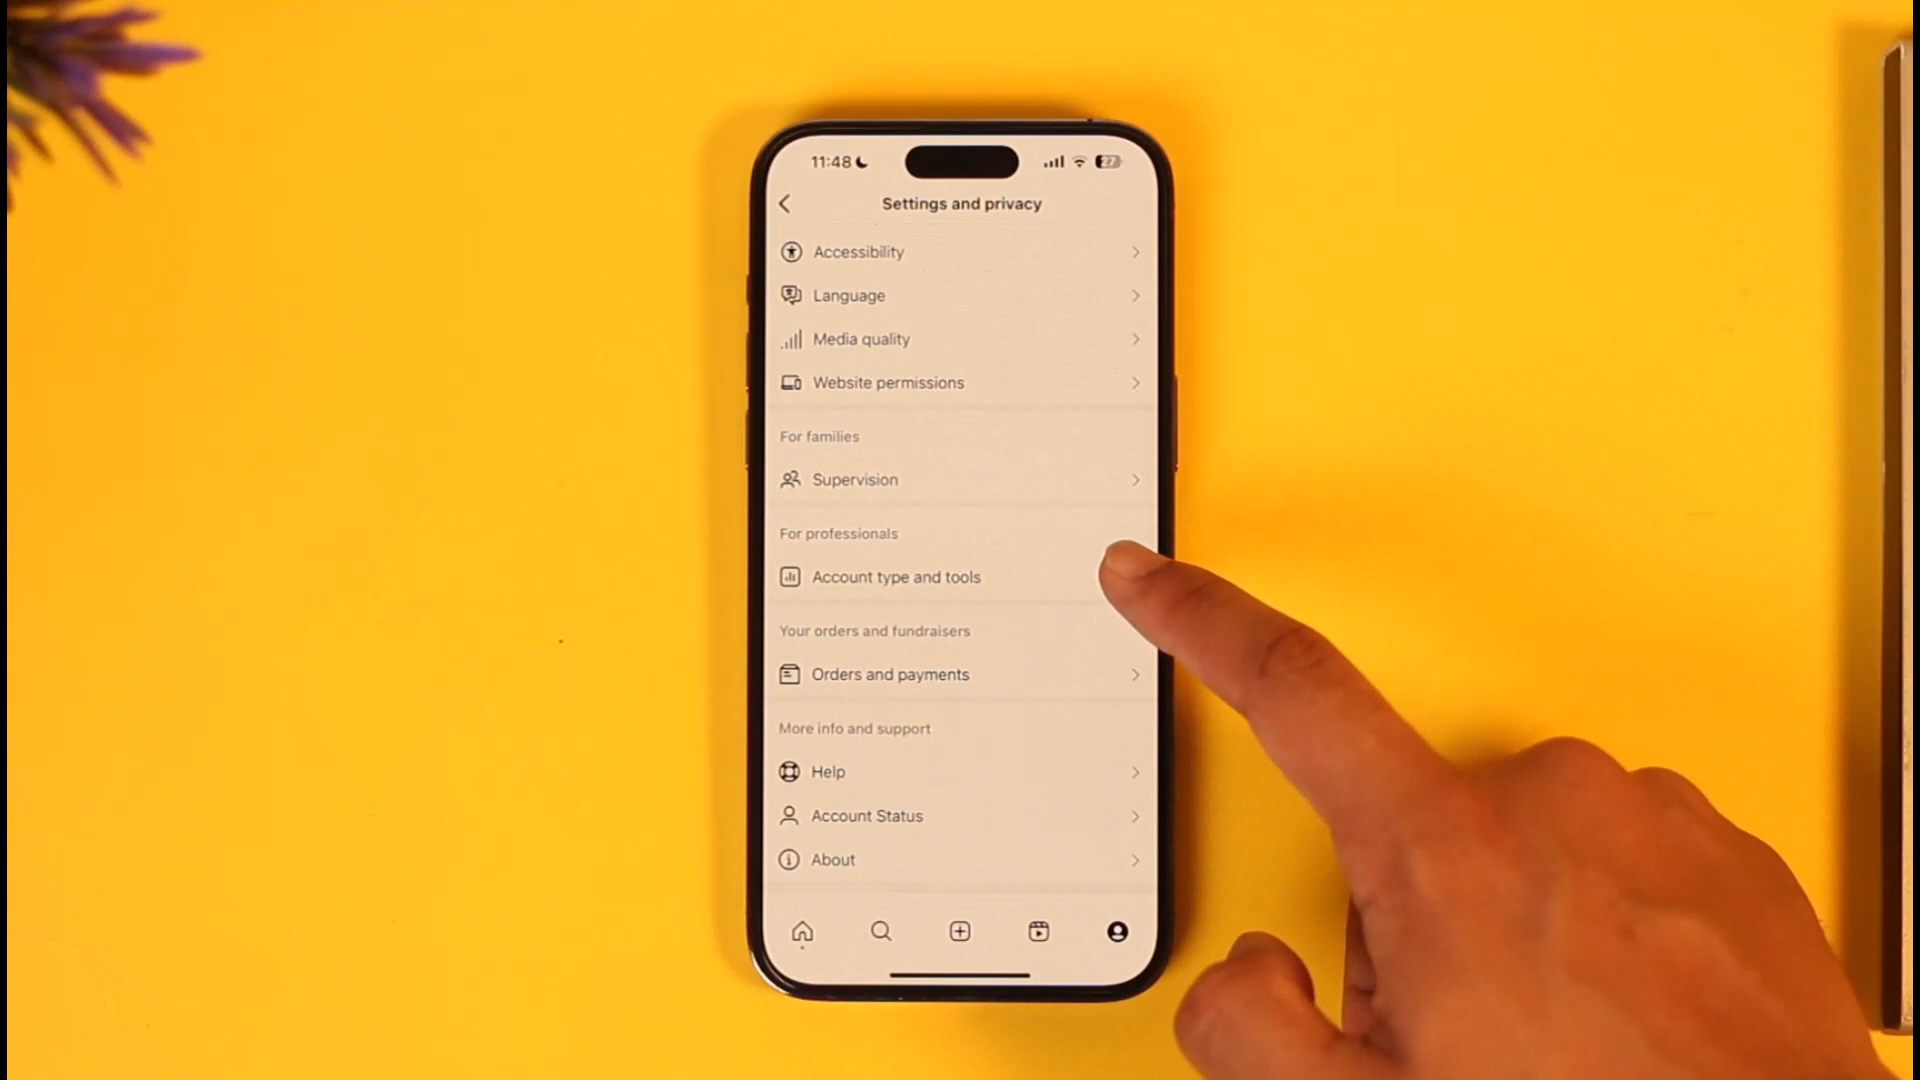 11:48
27
Settings and privacy
Accessibility
Language
Media quality
Website permissions
For families
Supervision
For professionals
Account type and tools
Your orders and fundraisers
Orders and payments
More info and support
Help
Account Status
About